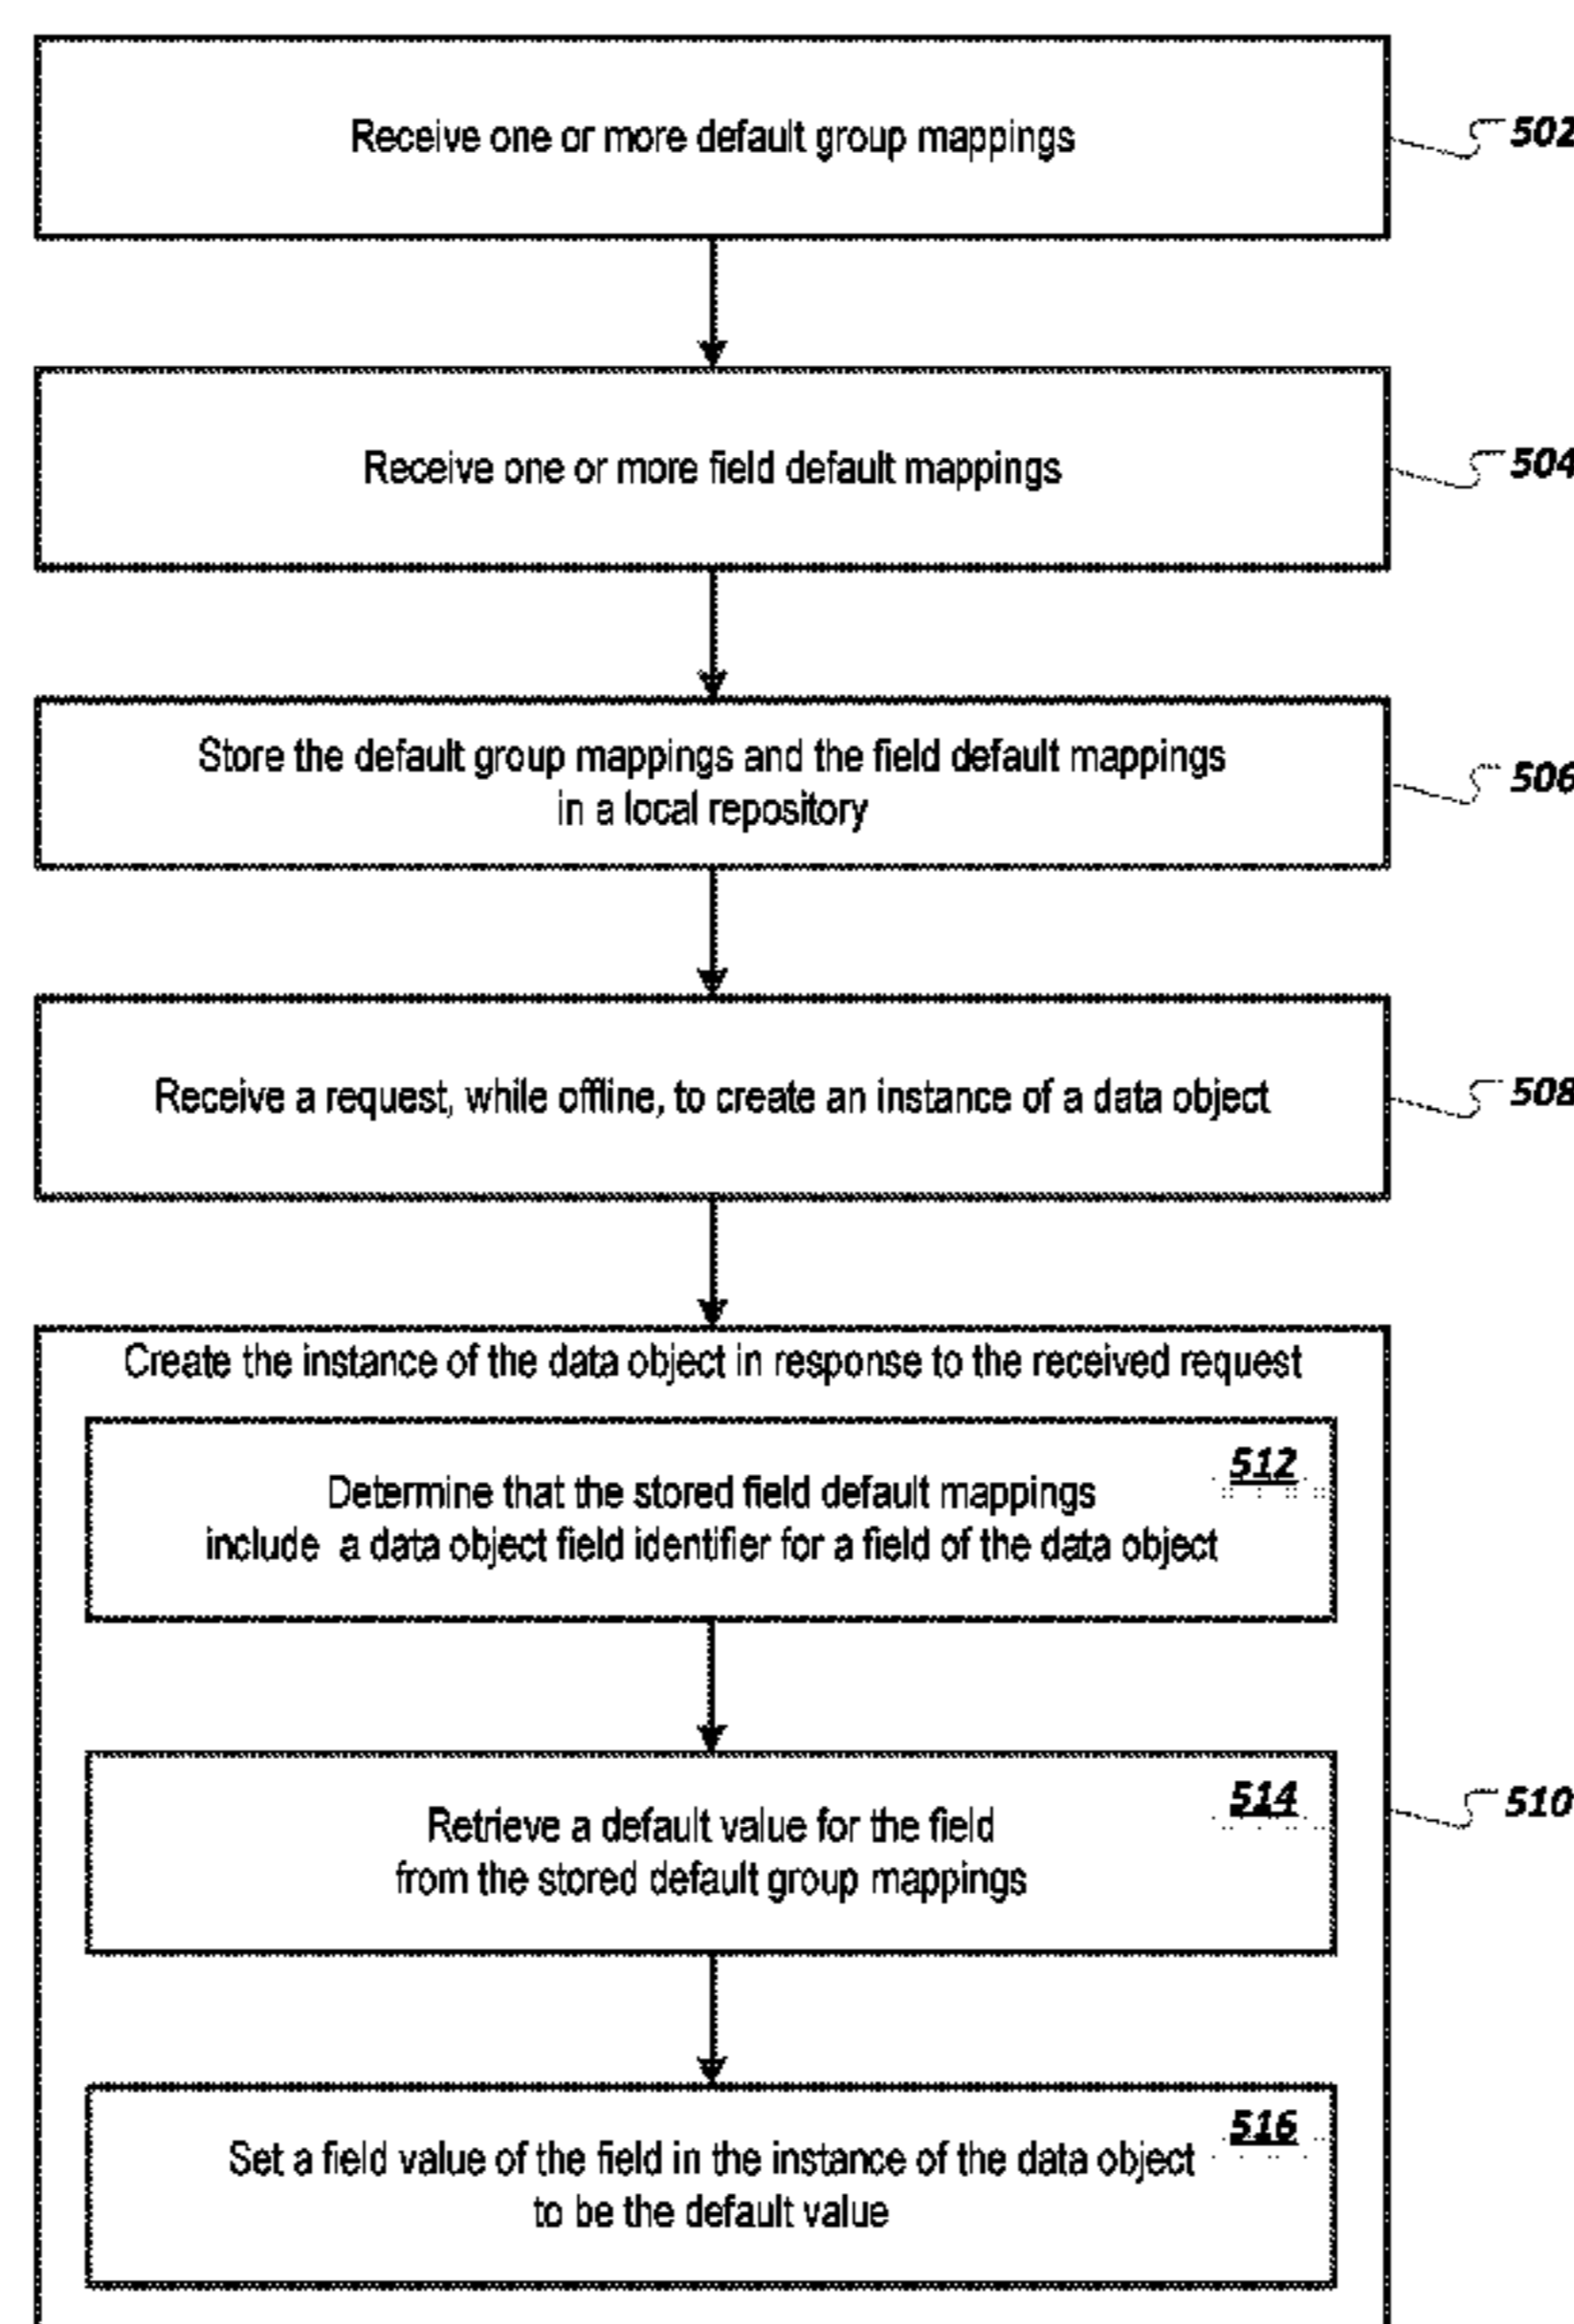 Receive one or more default group mappings
502
Receive one or more field default mappings
504
Store the default group mappings and the field default mappings
in a local repository
506
Receive a request, while offline, to create an instance of a data object
508
Create the instance of the data object in response to the received request
512
Determine that the stored field default mappings
include a data object field identifier for a field of the data object
514
Retrieve a default value for the field
from the stored default group mappings
510
516
Set a field value of the field in the instance of the data object
to be the default value